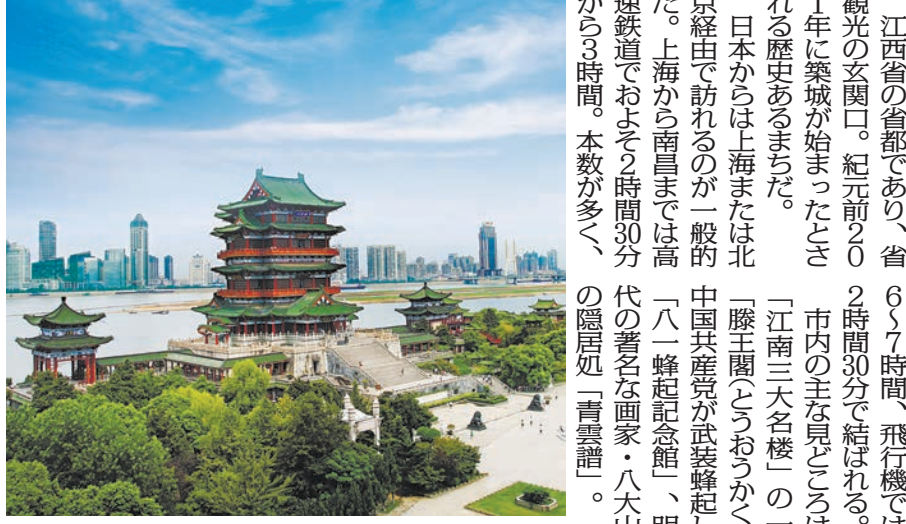 江西省の省都であり、省
観光の玄関口。紀元前20
1年に築城が始まったとさ
れる歴史あるまちだ。
日本からは上海または北
京経由で訪れるのが一般的
だ。上海から南昌までは高
速鉄道でおよそ2時間30分
から3時間。本数が多く、
6〜7時間、飛行機では
2時間30分で結ばれる。
市内の主な見どころは
「江南三大名楼」の一
「滕王閣(とうおうかく
中国共産党が武装蜂起し
「八一蜂起記念館」、明
代の著名な画家・八大山
の隠居処「青雲譜」。